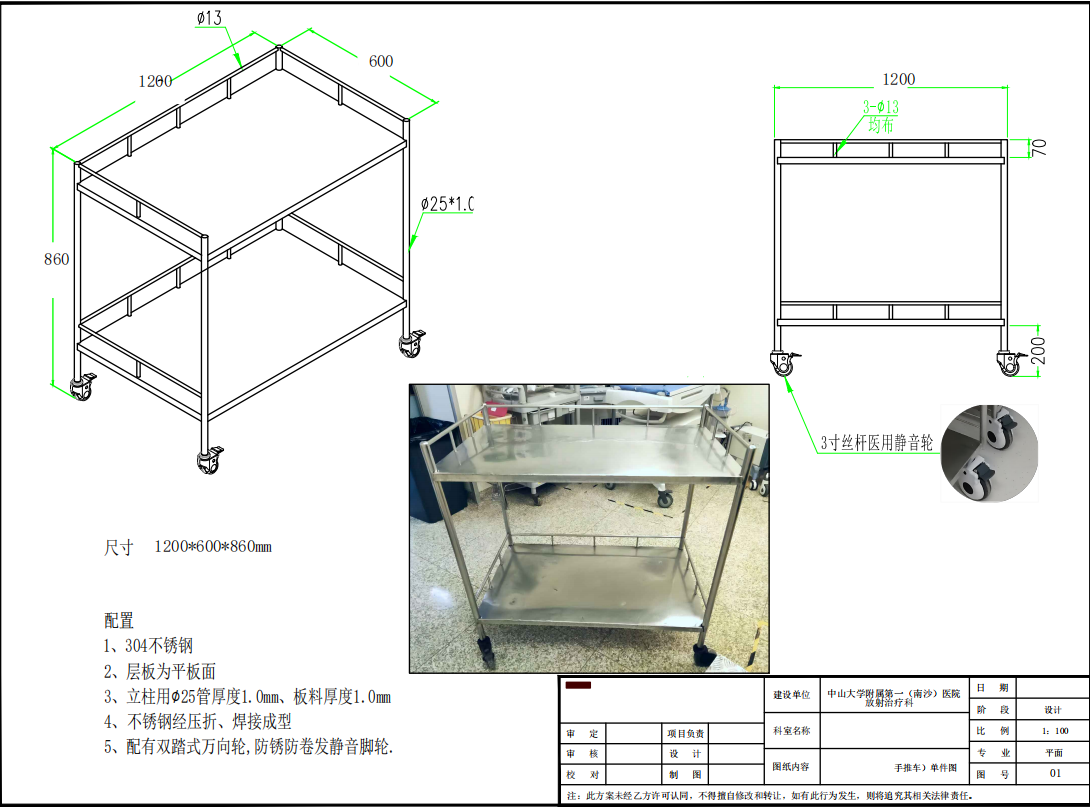 ø13
600
1200
ø25*1.0
860
1200
3-ø13
均布
70
200
3寸丝杆医用静音轮
尺寸 1200*600*860mm
配置
1、304不锈钢
2、层板为平板面
3、立柱用Ø25管厚度1.0mm、板料厚度1.0mm
4、不锈钢经压折、焊接成型
5、配有双踏式万向轮,防锈防卷发静音脚轮.
建设单位
中山大学附属第一（南沙）医院
放射治疗科
日 期
阶 段 设计
审 定 项目负责
科室名称
比 例 1: 100
审 核 设 计
专 业 平面
校 对 制 图
图纸内容
手推车）单件图
图 号 01
注：此方案未经乙方许可认同，不得擅自修改和转让，如有此行为发生，则将追究其相关法律责任。